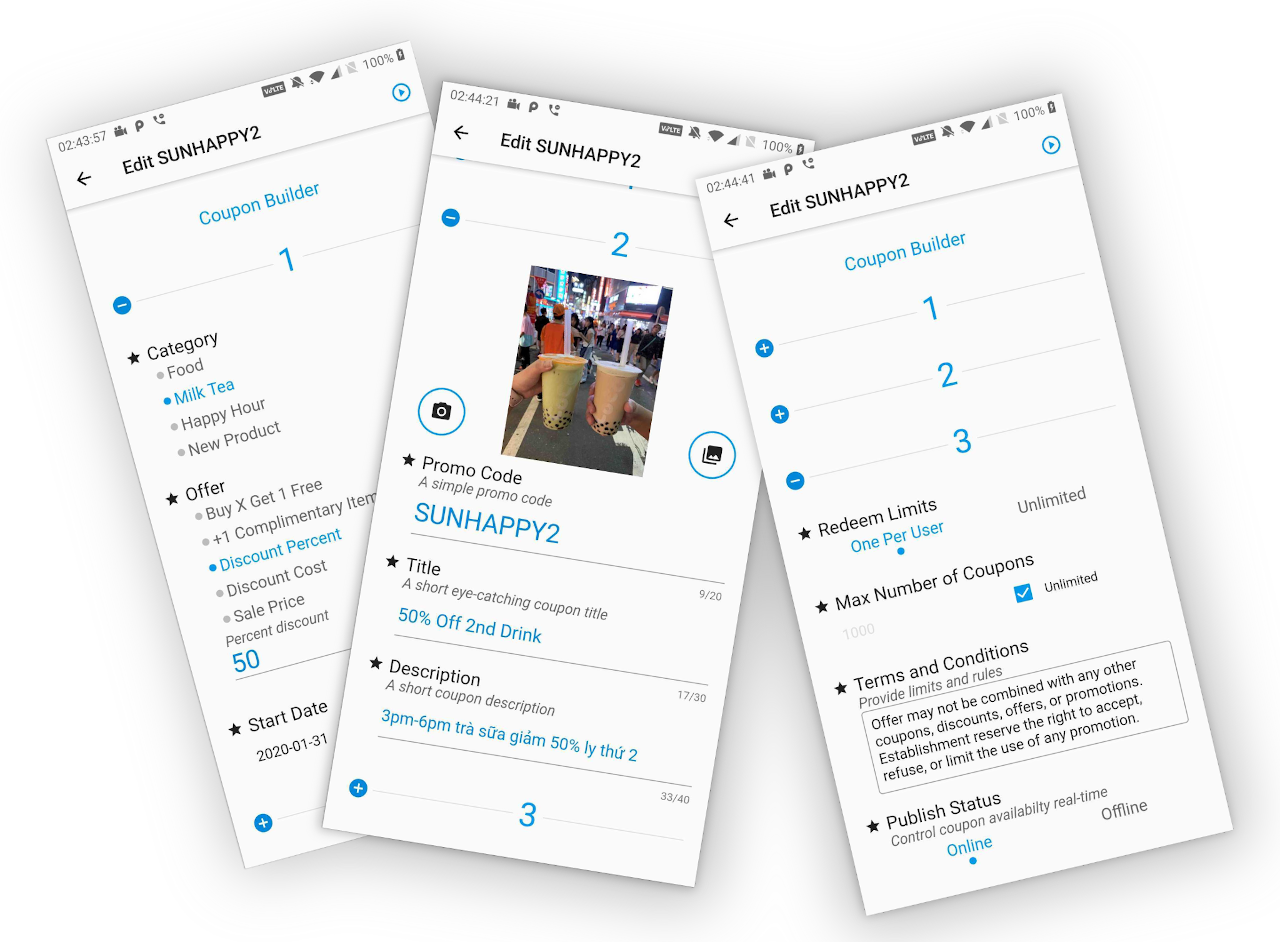 02:43:57
VoLTE
100%
Edit SUNHAPPY2
Coupon Builder
1
Category
Food
Milk Tea
Happy Hour
New Product
Offer
Buy X Get 1 Free
+1 Complimentary Item
Discount Percent
Discount Cost
Sale Price
Percent discount
50
Start Date
2020-01-31
02:44:21
VoLTE
100%
Edit SUNHAPPY2
2
Promo Code
A simple promo code
SUNHAPPY2
9/20
Title
A short eye-catching coupon title
50% Off 2nd Drink
17/30
Description
A short coupon description
3pm-6pm trà sữa giảm 50% ly thứ 2
33/40
3
02:44:41
VoLTE
100%
Edit SUNHAPPY2
Coupon Builder
1
2
3
Redeem Limits
One Per User
Unlimited
Max Number of Coupons
1000
Unlimited
Terms and Conditions
Provide limits and rules
Offer may not be combined with any other
coupons, discounts, offers, or promotions.
Establishment reserve the right to accept,
refuse, or limit the use of any promotion.
Publish Status
Control coupon availabilty real-time
Online
Offline